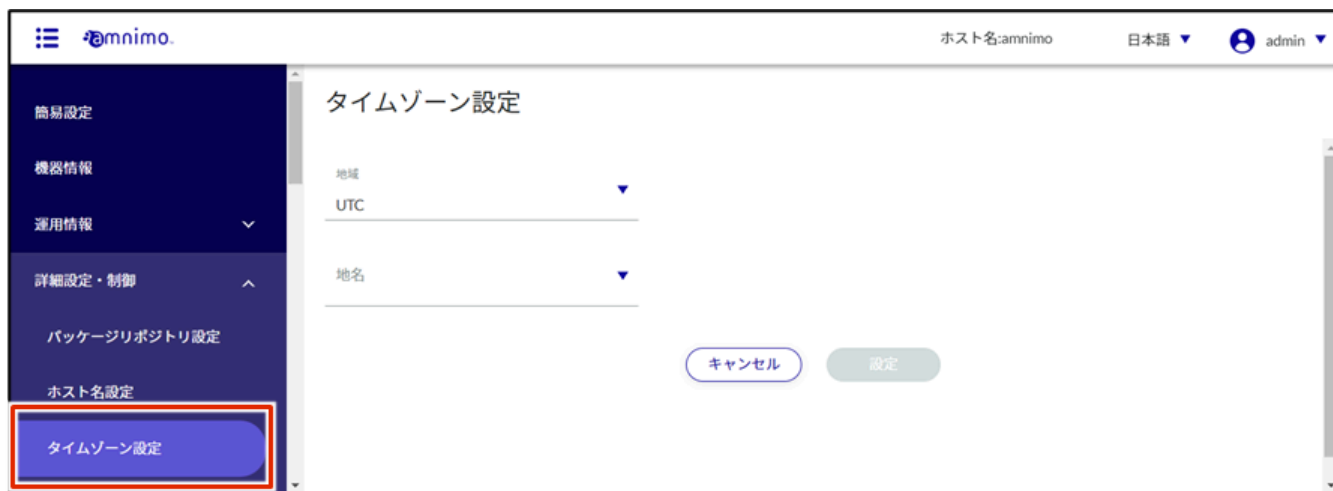 amnimo
ホスト名:amnimo
日本語
admin
簡易設定
機器情報
運用情報
詳細設定・制御
パッケージリポジトリ設定
ホスト名設定
タイムゾーン設定
タイムゾーン設定
地域
UTC
地名
キャンセル
設定